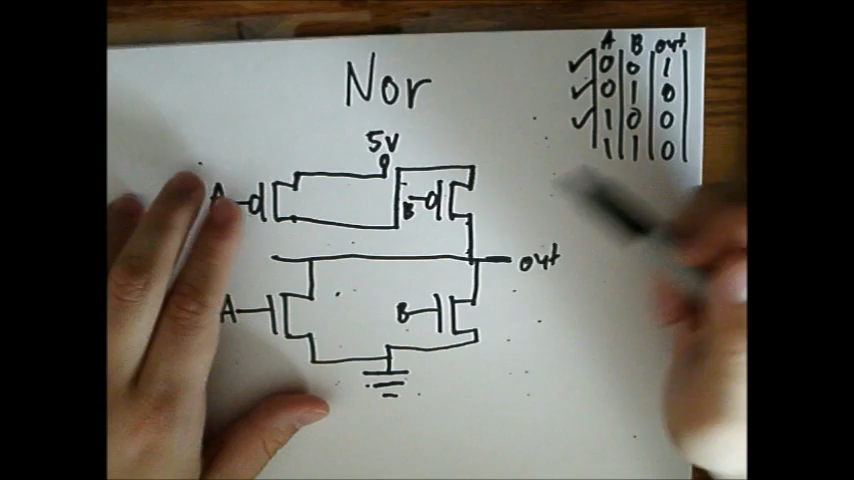 Nor
A B out
✓ 0 0 1
✓ 0 1 0
✓ 1 0 0
1 1 0
5V
A
B
out
A
B